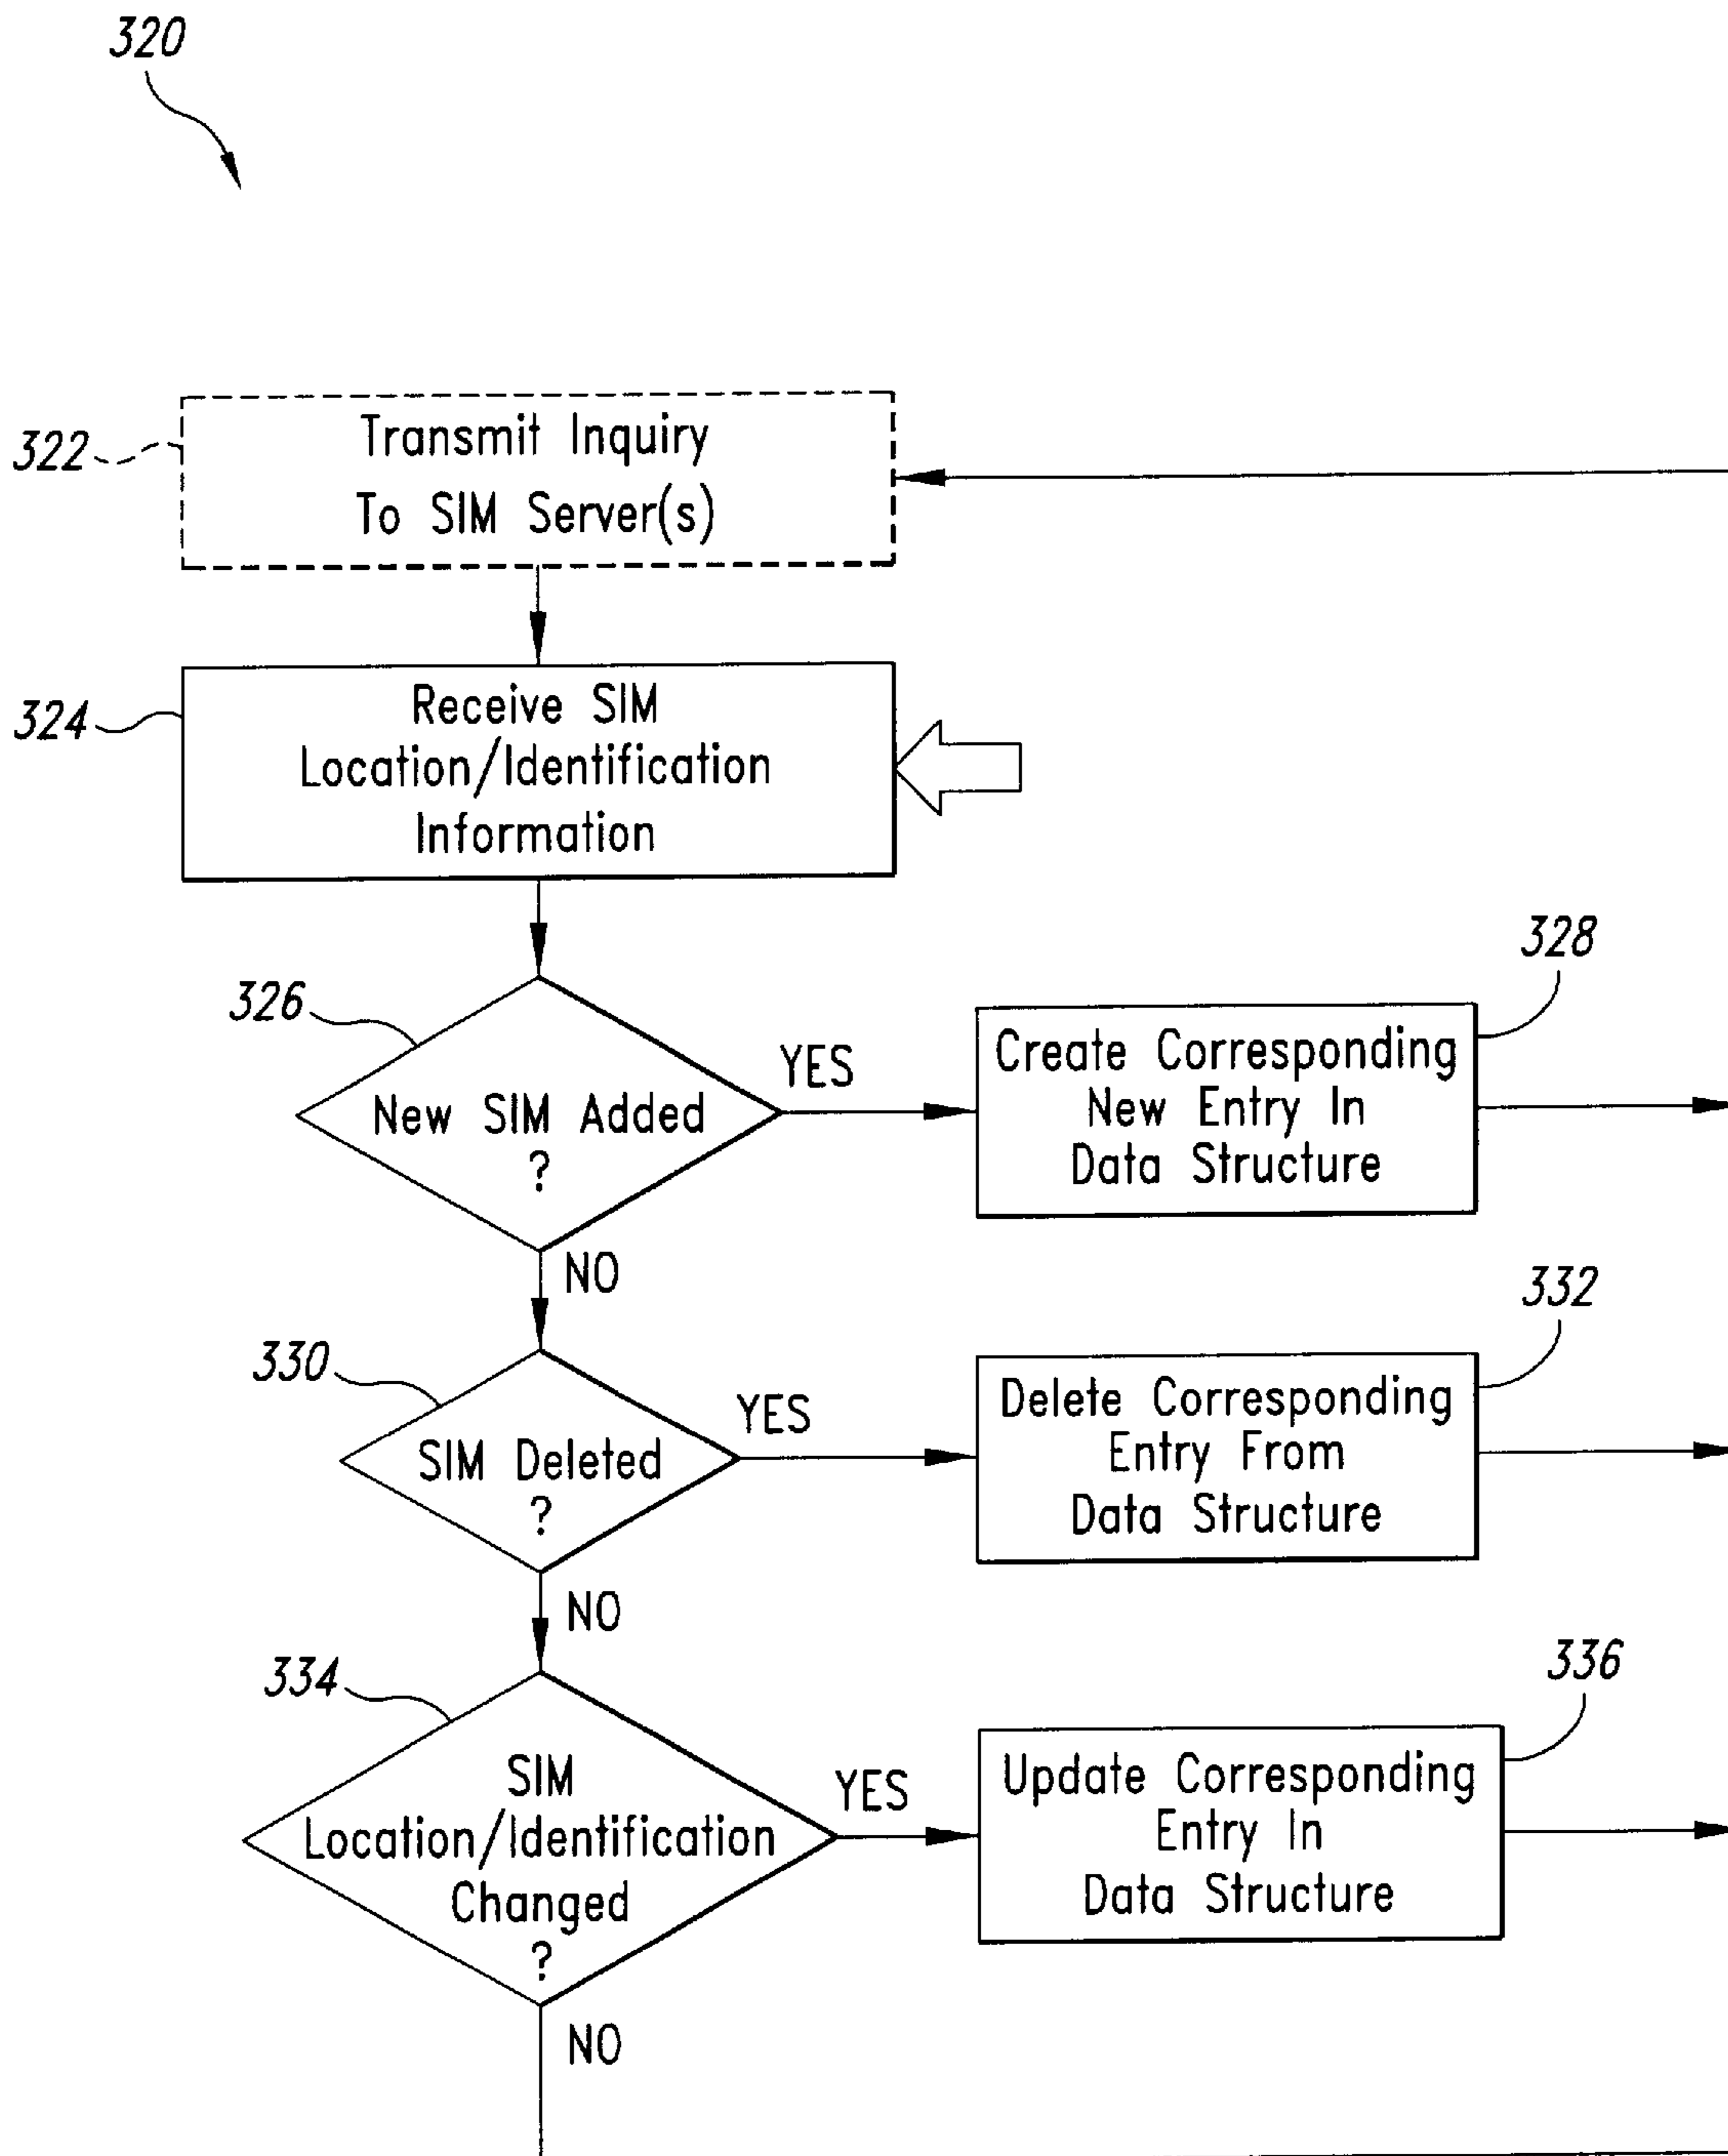 320
322
Transmit Inquiry
To SIM Server(s)
324
Receive SIM
Location/Identification
Information
326
New SIM Added
?
YES
328
Create Corresponding
New Entry In
Data Structure
NO
330
SIM Deleted
?
YES
332
Delete Corresponding
Entry From
Data Structure
NO
334
SIM
Location/Identification
Changed
?
YES
336
Update Corresponding
Entry In
Data Structure
NO